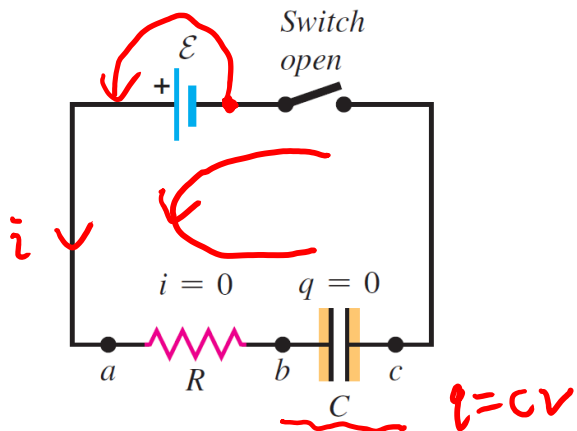 Switch
open
ℰ
+
i
i = 0
q = 0
a
R
b
C
c
q=cv